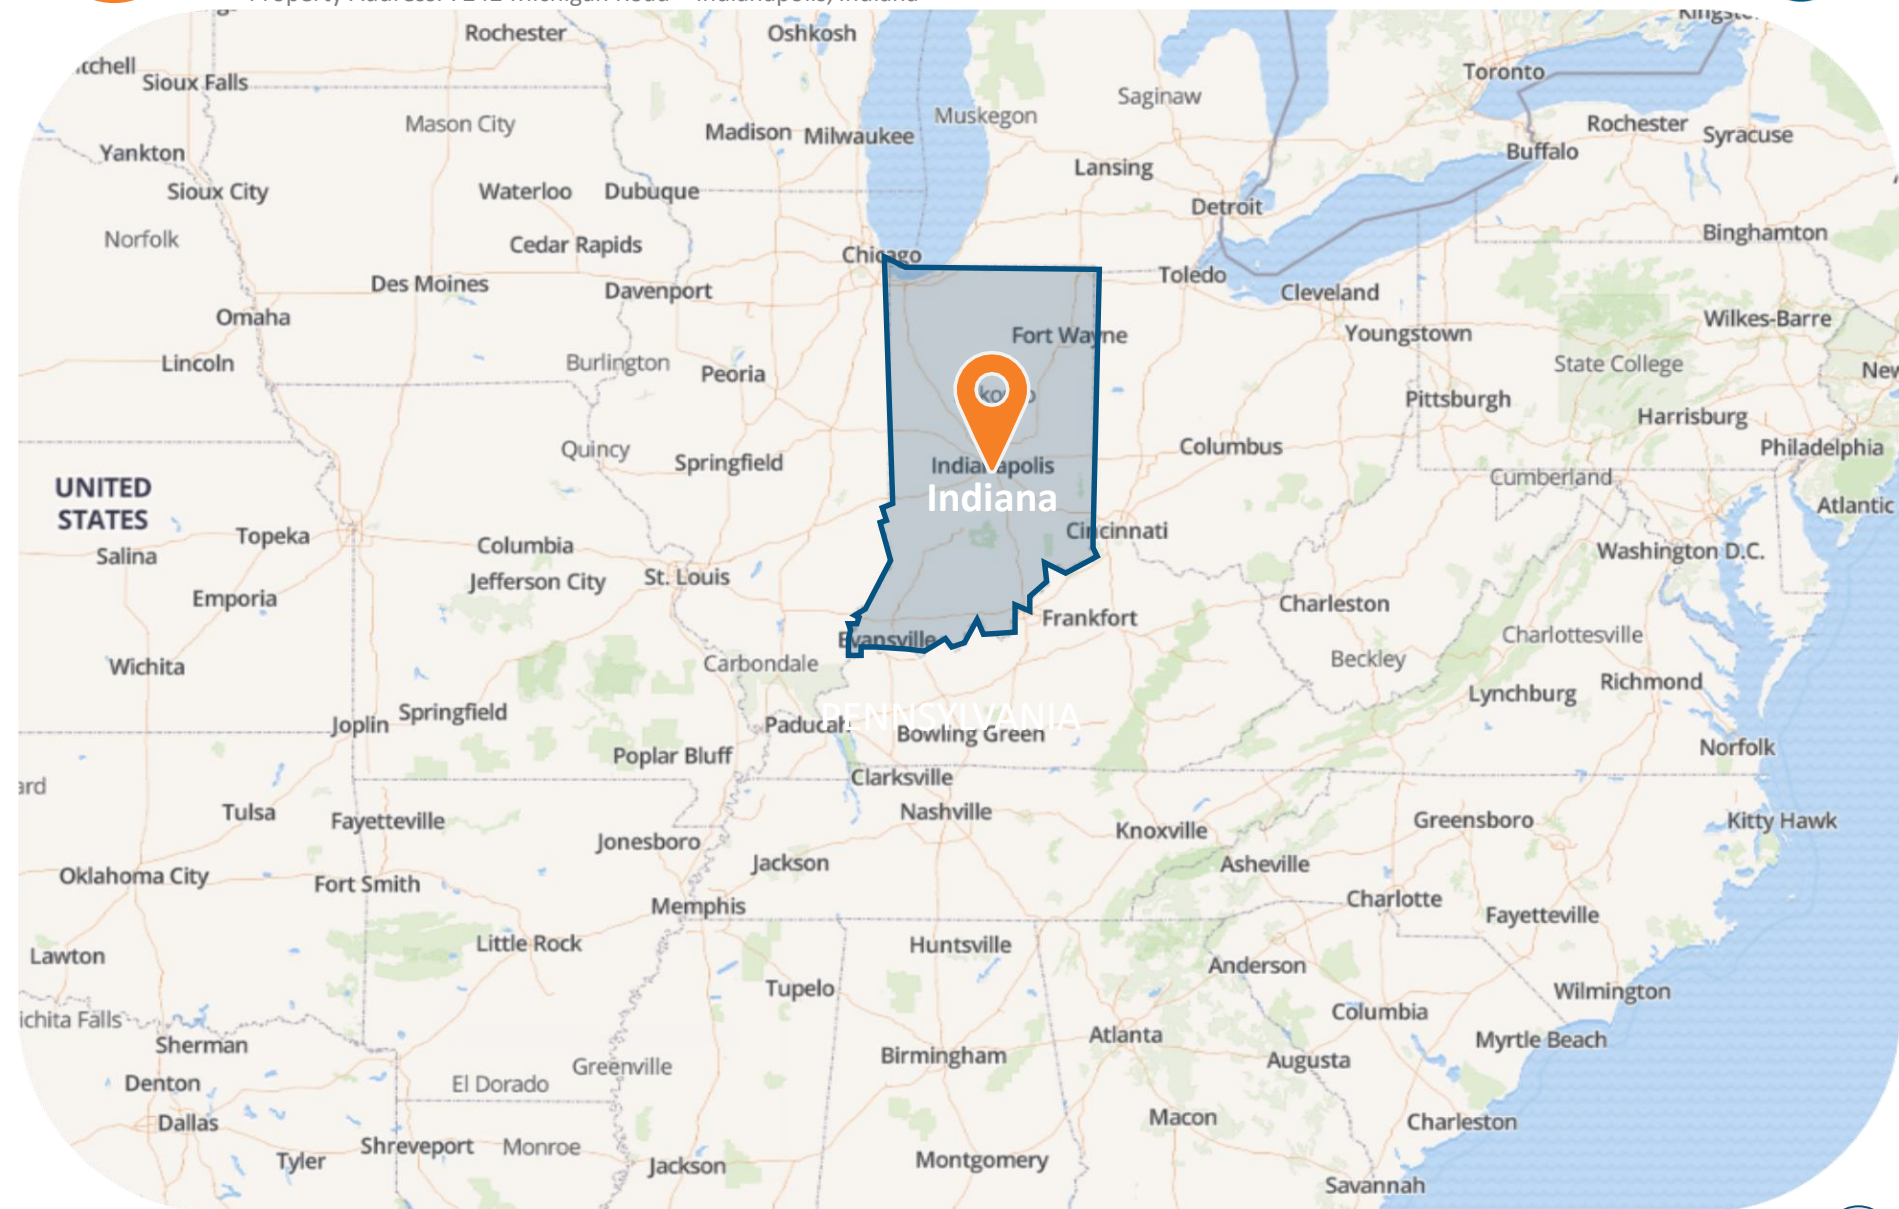 Rochester
Oshkosh
Toronto
Sioux Falls
Saginaw
Muskegon
Mason City
Madison
Milwaukee
Rochester
Syracuse
Yankton
Buffalo
Lansing
Sioux City
Waterloo
Dubuque
Detroit
Norfolk
Cedar Rapids
Binghamton
Chicago
Toledo
Des Moines
Davenport
Cleveland
Omaha
Wilkes-Barre
Fort Wayne
Youngstown
Lincoln
Burlington
Peoria
State College
Pittsburgh
Harrisburg
Quincy
Springfield
Indianapolis
Columbus
Philadelphia
Cumberland
UNITED
STATES
Indiana
Atlantic
Topeka
Cincinnati
Salina
Columbia
Washington D.C.
Jefferson City
St. Louis
Emporia
Charleston
Frankfort
Evansville
Charlottesville
Wichita
Carbondale
Beckley
Richmond
Lynchburg
Joplin
Springfield
PENNSYLVANIA
Paducah
Bowling Green
Poplar Bluff
Norfolk
Clarksville
Tulsa
Fayetteville
Nashville
Knoxville
Greensboro
Kitty Hawk
Jonesboro
Jackson
Asheville
Oklahoma City
Fort Smith
Memphis
Charlotte
Fayetteville
Little Rock
Huntsville
Lawton
Anderson
Tupelo
Wilmington
Columbia
ichita Falls
Sherman
Atlanta
Myrtle Beach
Birmingham
Augusta
Greenville
Denton
El Dorado
Dallas
Macon
Charleston
Shreveport
Monroe
Tyler
Jackson
Montgomery
Savannah